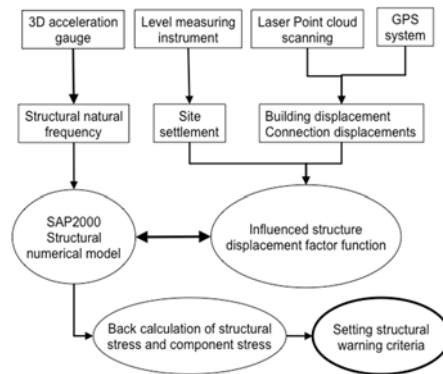 3D acceleration
gauge
Level measuring
instrument
Laser Point cloud
scanning
GPS
system
Structural natural
frequency
Site
settlement
Building displacement
Connection displacements
SAP2000
Structural
numerical model
Influenced structure
displacement factor function
Back calculation of structural
stress and component stress
Setting structural
warning criteria